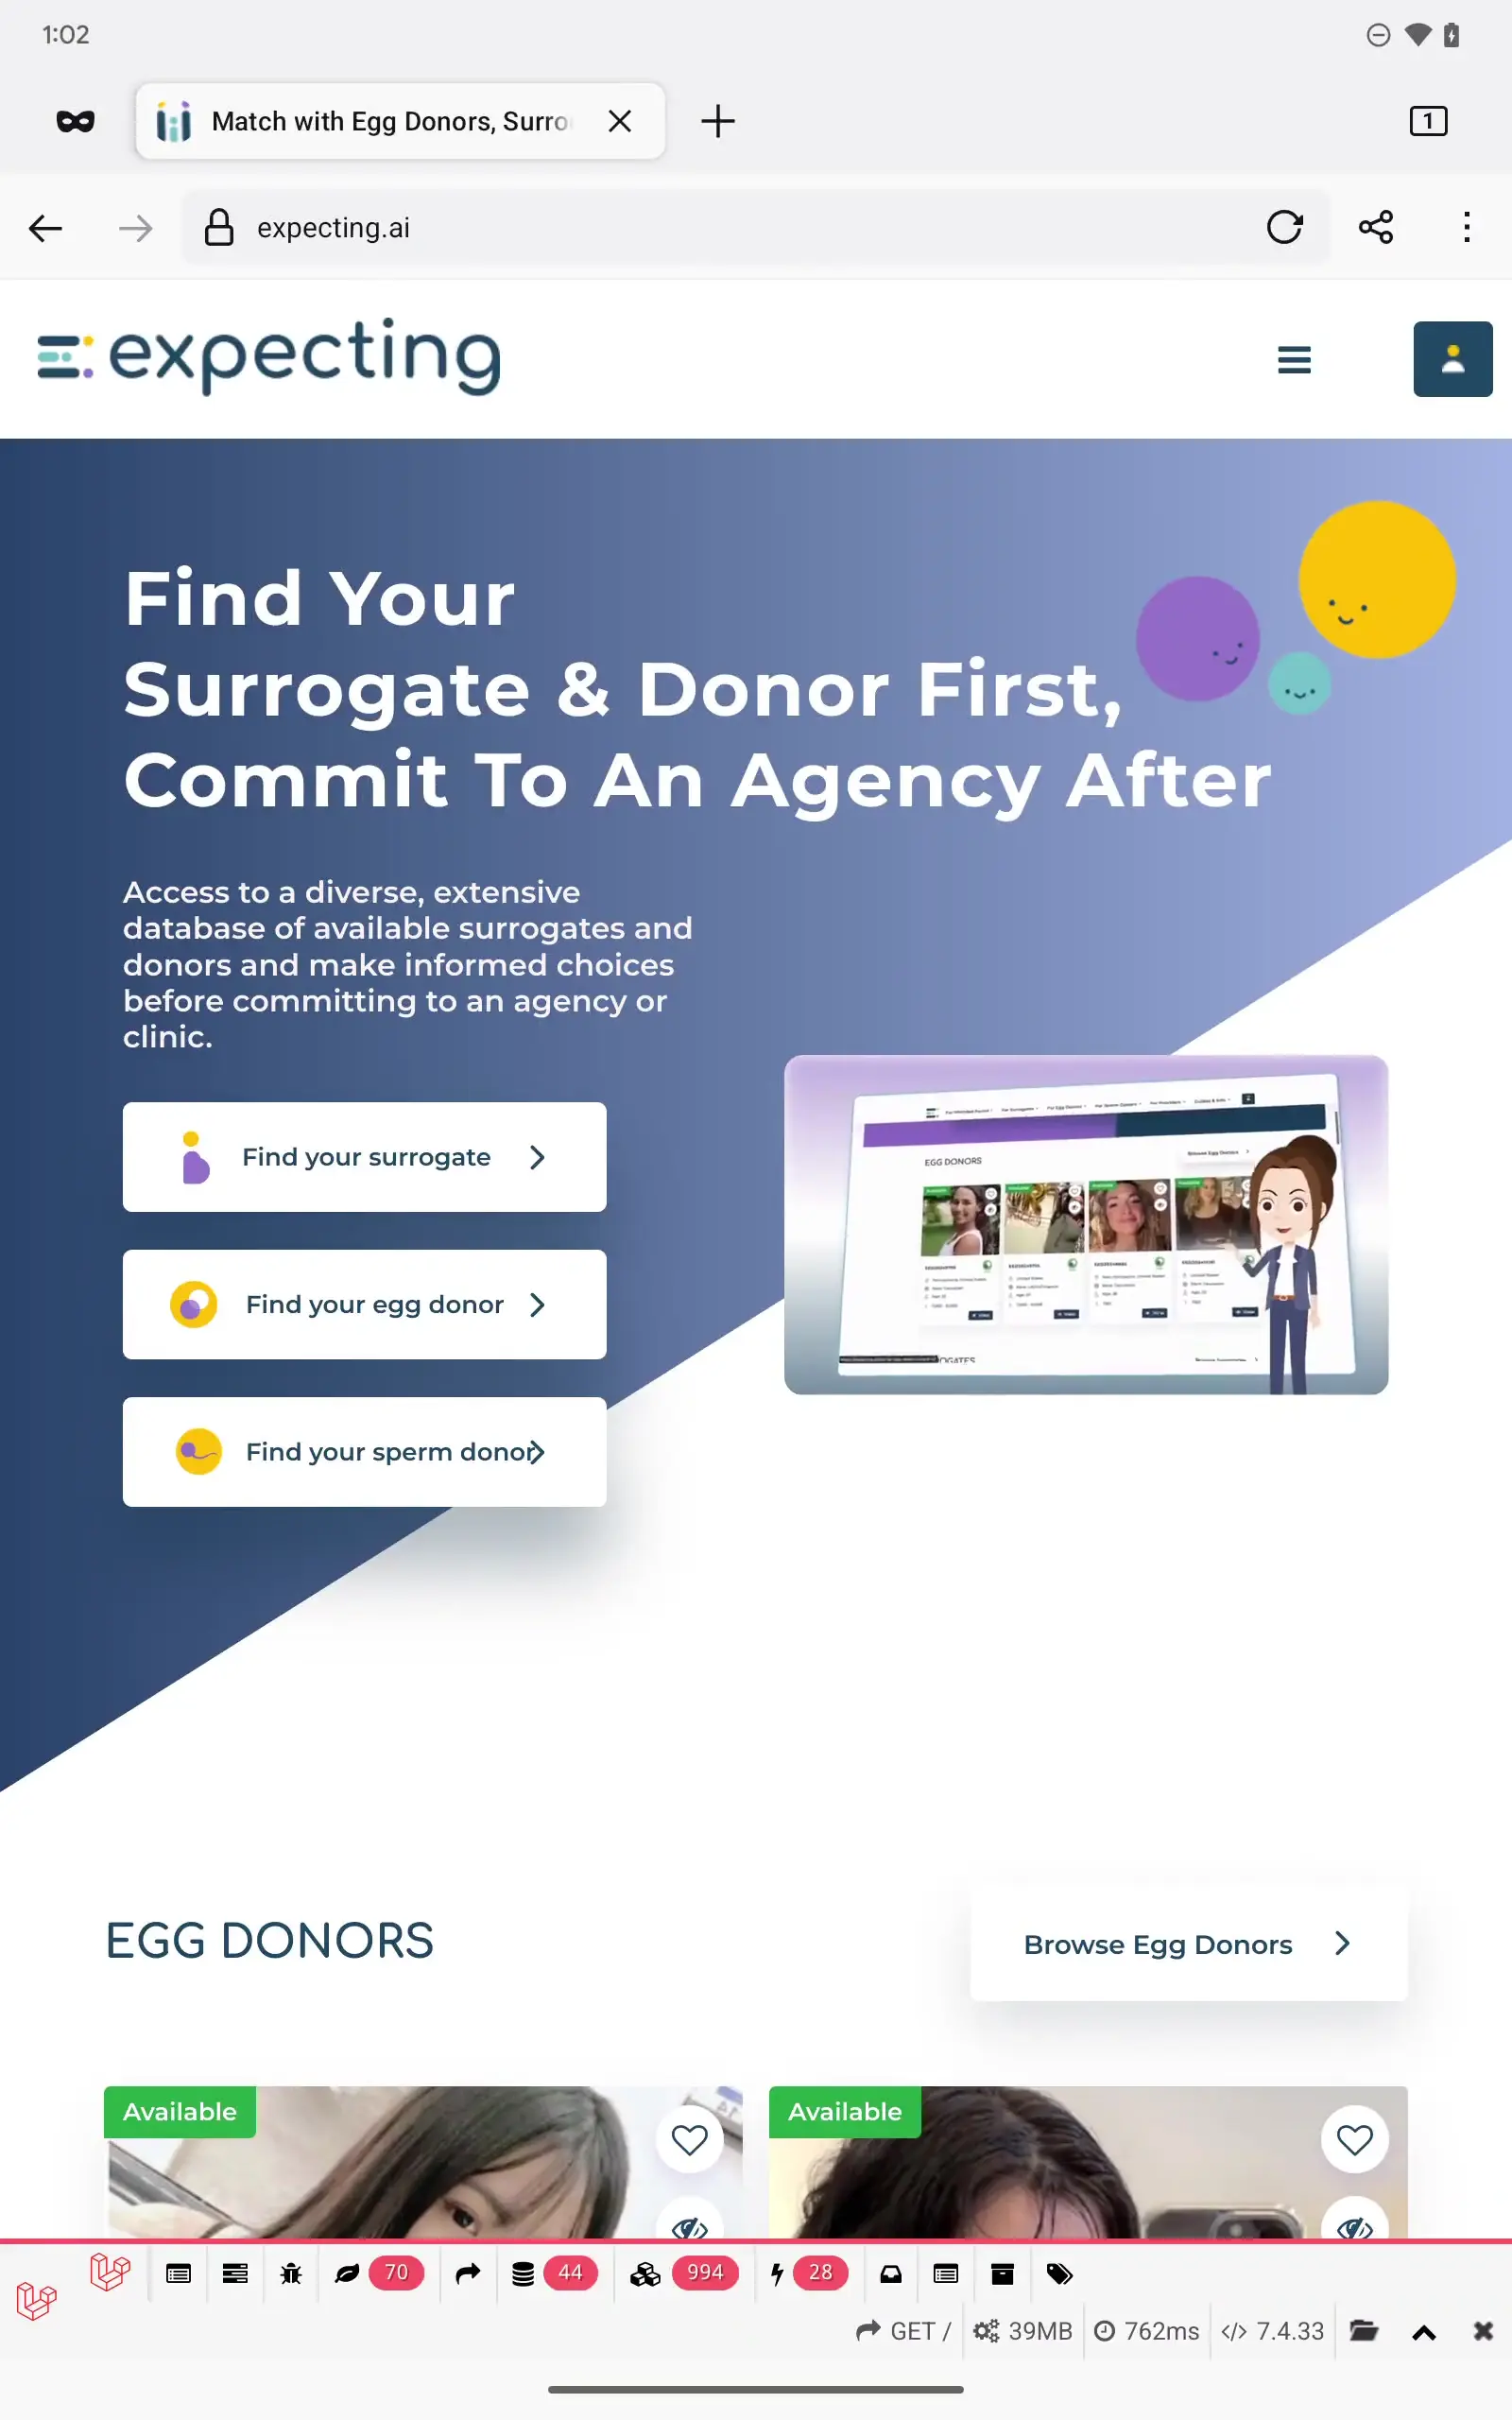 1:02
Match with Egg Donors, Surro
1
expecting.ai
expecting
Find Your
Surrogate & Donor First,
Commit To An Agency After
Access to a diverse, extensive
database of available surrogates and
donors and make informed choices
before committing to an agency or
clinic.
Find your surrogate
Find your egg donor
Find your sperm donor
EGG DONORS
Browse Egg Donors
EGG DONORS
Browse Egg Donors
Available
Available
70
44
994
28
GET /
39MB
762ms
7.4.33